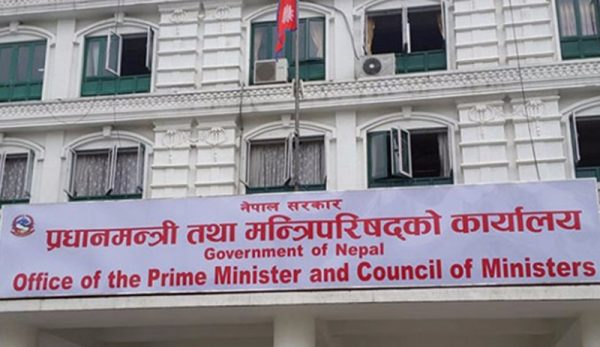 नेपाल सरकार
प्रधानमन्त्री तथा मन्त्रिपरिषद्को कार्यालय
Government of Nepal
Office of the Prime Minister and Council of Ministers